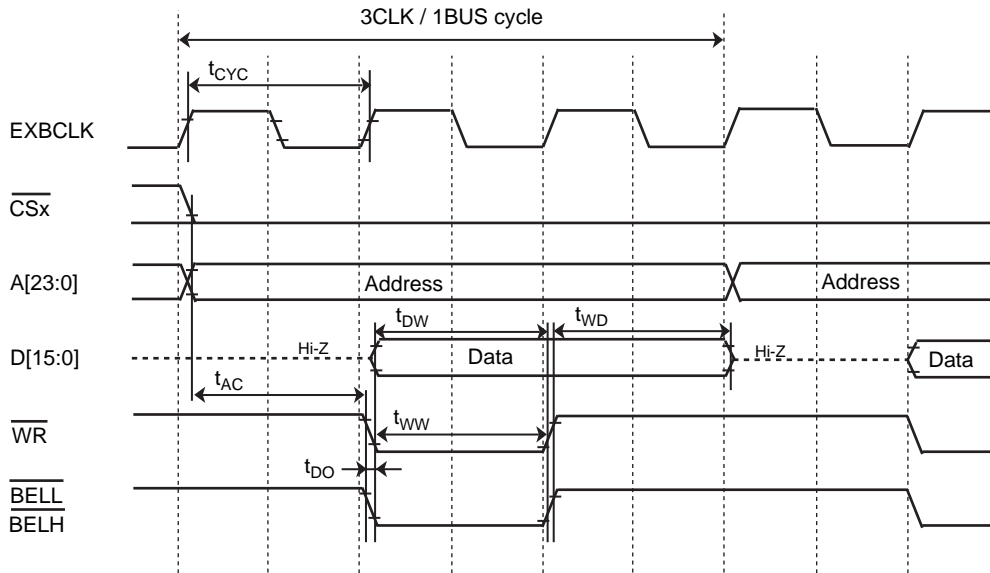 3CLK / 1BUS cycle
tCYC
EXBCLK
CSx
A[23:0]
Address
Address
tDW
tWD
D[15:0]
Hi-Z
Data
Hi-Z
Data
tAC
WR
tWW
tDO
BELL
BELH